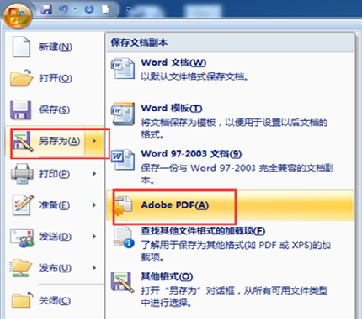 新建(N)
打开(O)
保存(S)
另存为(A)
打印(P)
准备(E)
发送(D)
发布(U)
关闭(C)
保存文档副本
Word 文档(W)
以默认文件格式保存文档。
Word 模板(T)
将文档保存为模板，以便用于设置以后文档的
格式。
Word 97-2003 文档(9)
保存一份与 Word 97-2003 完全兼容的文档副
本。
Adobe PDF(A)
查找其他文件格式的加载项(F)
了解用于保存为其他格式(如 PDF 或 XPS)的加
载项。
其他格式(O)
打开“另存为”对话框，从所有可用文件类型
中进行选择。